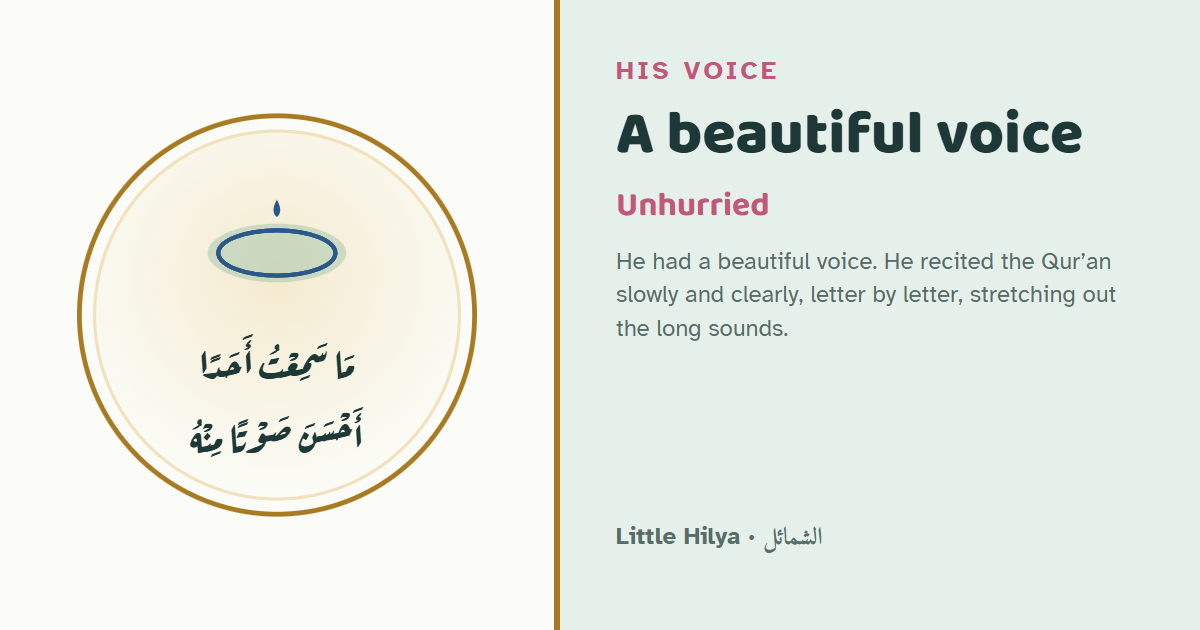 مَا سَمِعْتُ أَحَدًا
أَحْسَنَ صَوْتًا مِنْهُ
HIS VOICE
A beautiful voice
Unhurried
He had a beautiful voice. He recited the Qur’an
slowly and clearly, letter by letter, stretching out
the long sounds.
Little Hilya • الشمائل